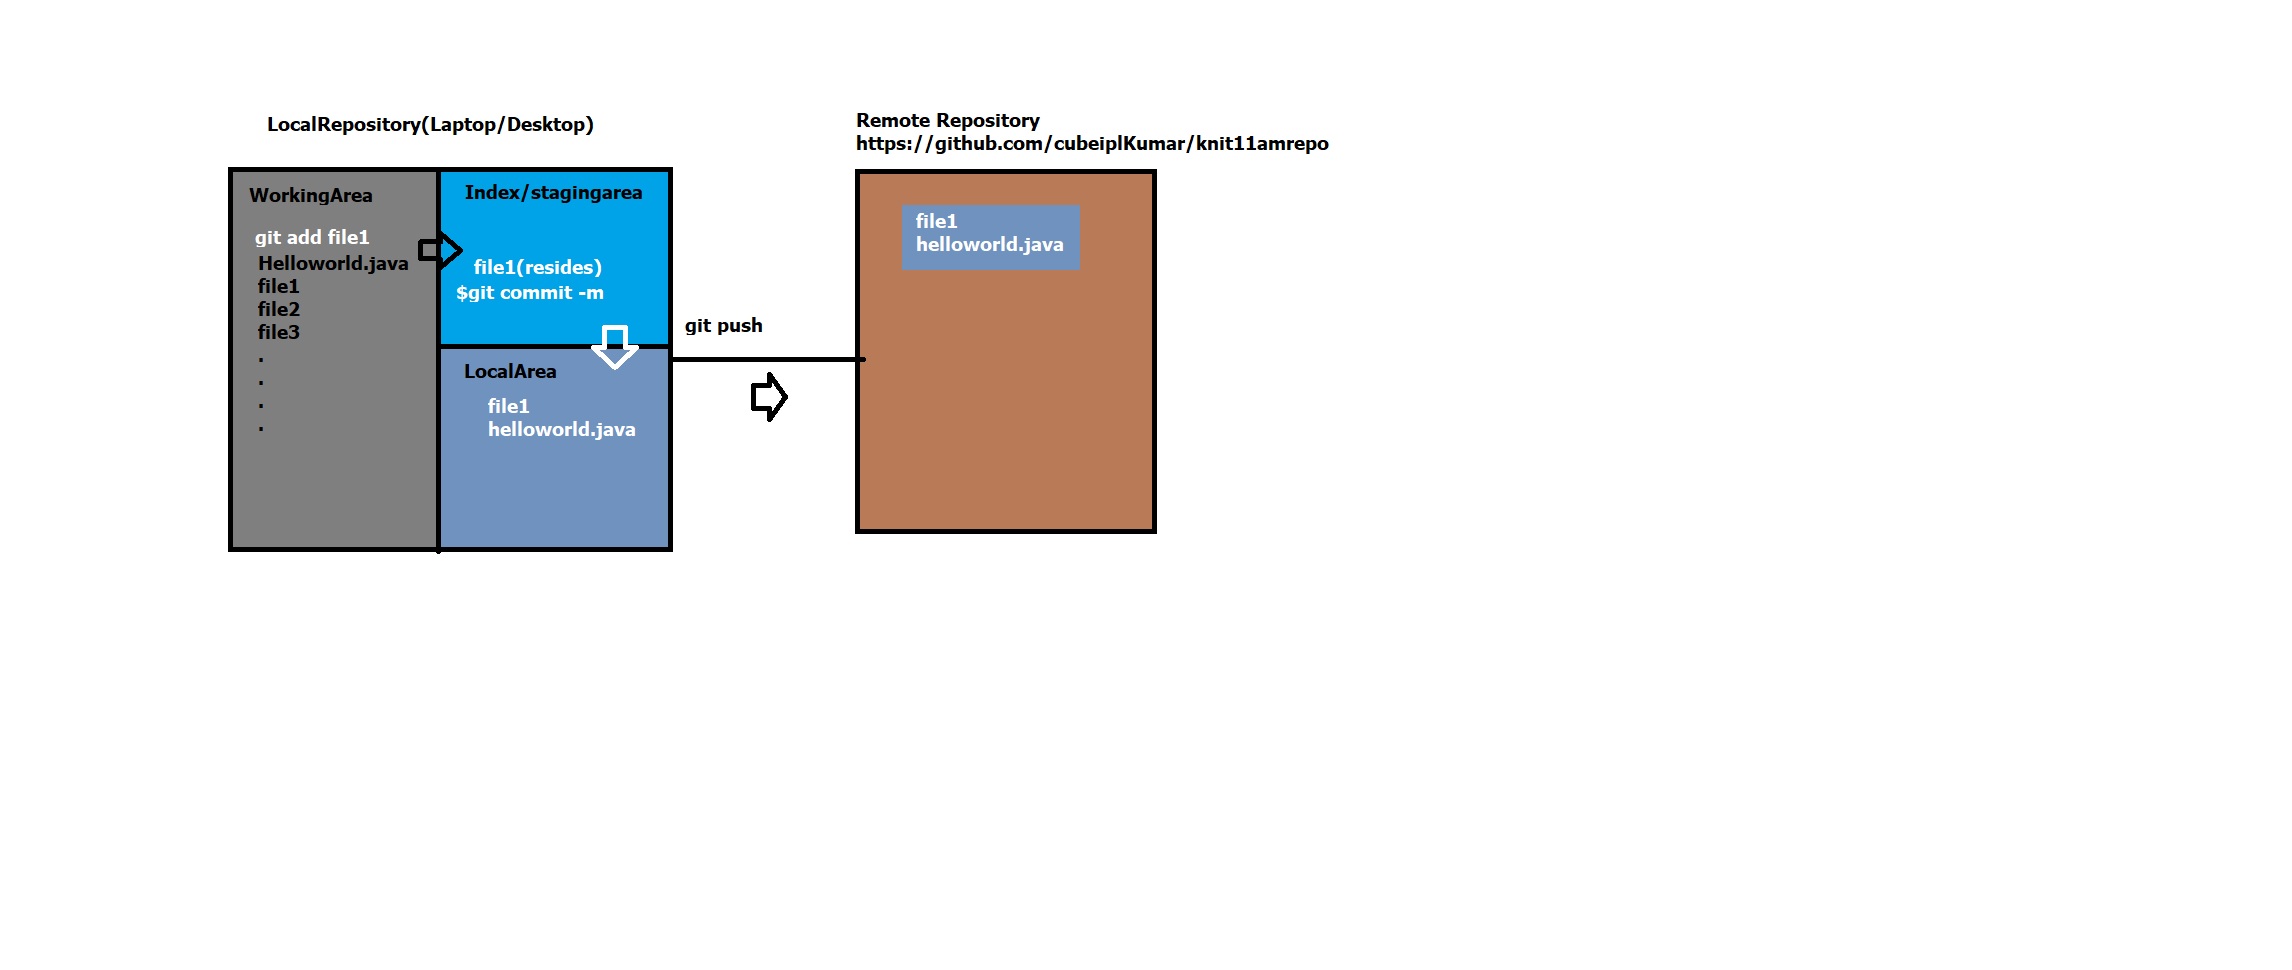 LocalRepository(Laptop/Desktop)
WorkingArea
git add file1
Helloworld.java
file1
file2
file3
.
.
.
.
Index/stagingarea
file1(resides)
$git commit -m
LocalArea
file1
helloworld.java
git push
Remote Repository
https://github.com/cubeiplKumar/knit11amrepo
file1
helloworld.java